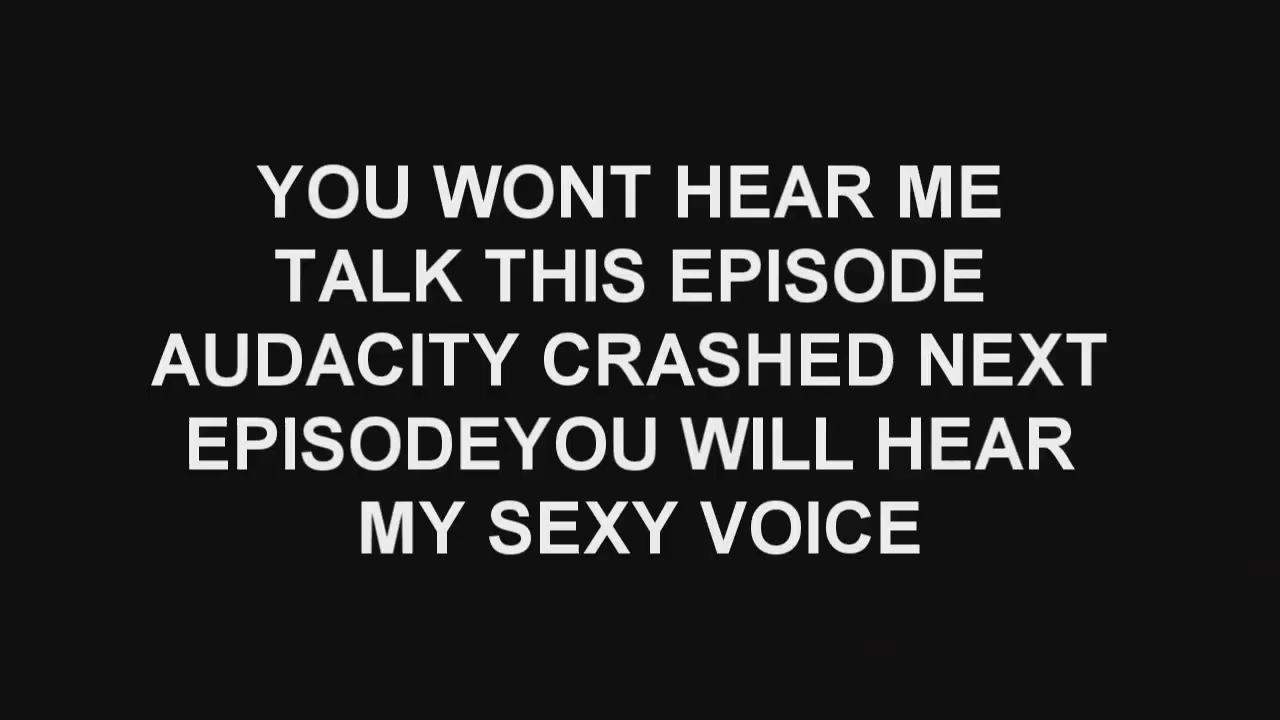 YOU WONT HEAR ME
TALK THIS EPISODE
AUDACITY CRASHED NEXT
EPISODEYOU WILL HEAR
MY SEXY VOICE